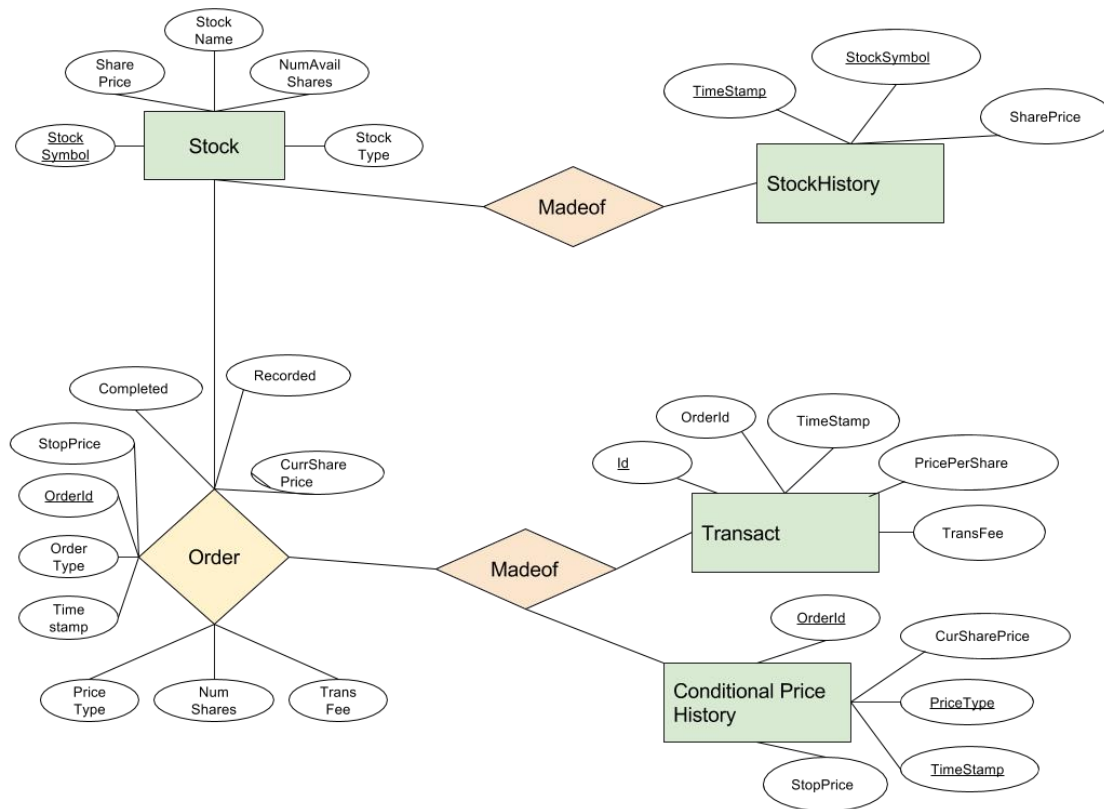 Stock
Name
Share
Price
NumAvail
Shares
Stock
Symbol
Stock
Stock
Type
StockSymbol
TimeStamp
SharePrice
StockHistory
Madeof
Completed
Recorded
StopPrice
CurrShare
Price
OrderId
Order
Type
Time
stamp
Order
Price
Type
Num
Shares
Trans
Fee
Madeof
OrderId
TimeStamp
Id
PricePerShare
Transact
TransFee
OrderId
CurSharePrice
Conditional Price
History
PriceType
TimeStamp
StopPrice